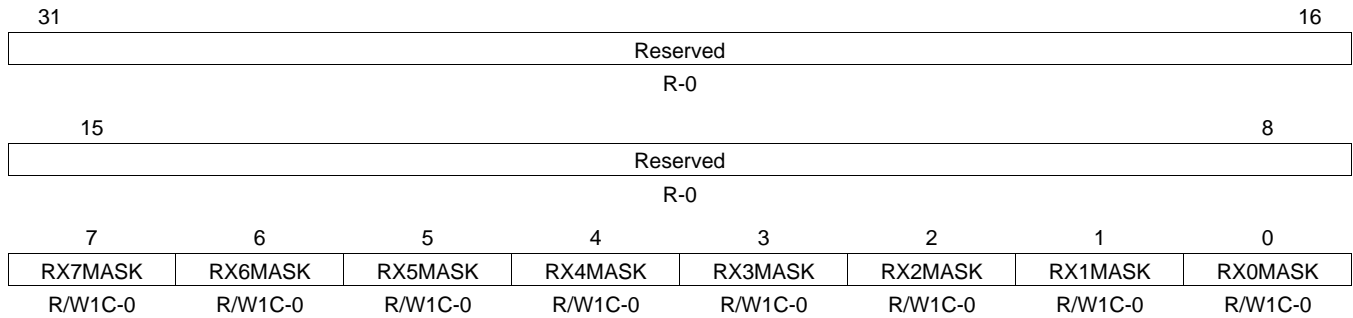 31 16
Reserved
R-0
15 8
Reserved
R-0
7 6 5 4 3 2 1 0
RX7MASK RX6MASK RX5MASK RX4MASK RX3MASK RX2MASK RX1MASK RX0MASK
R/W1C-0 R/W1C-0 R/W1C-0 R/W1C-0 R/W1C-0 R/W1C-0 R/W1C-0 R/W1C-0